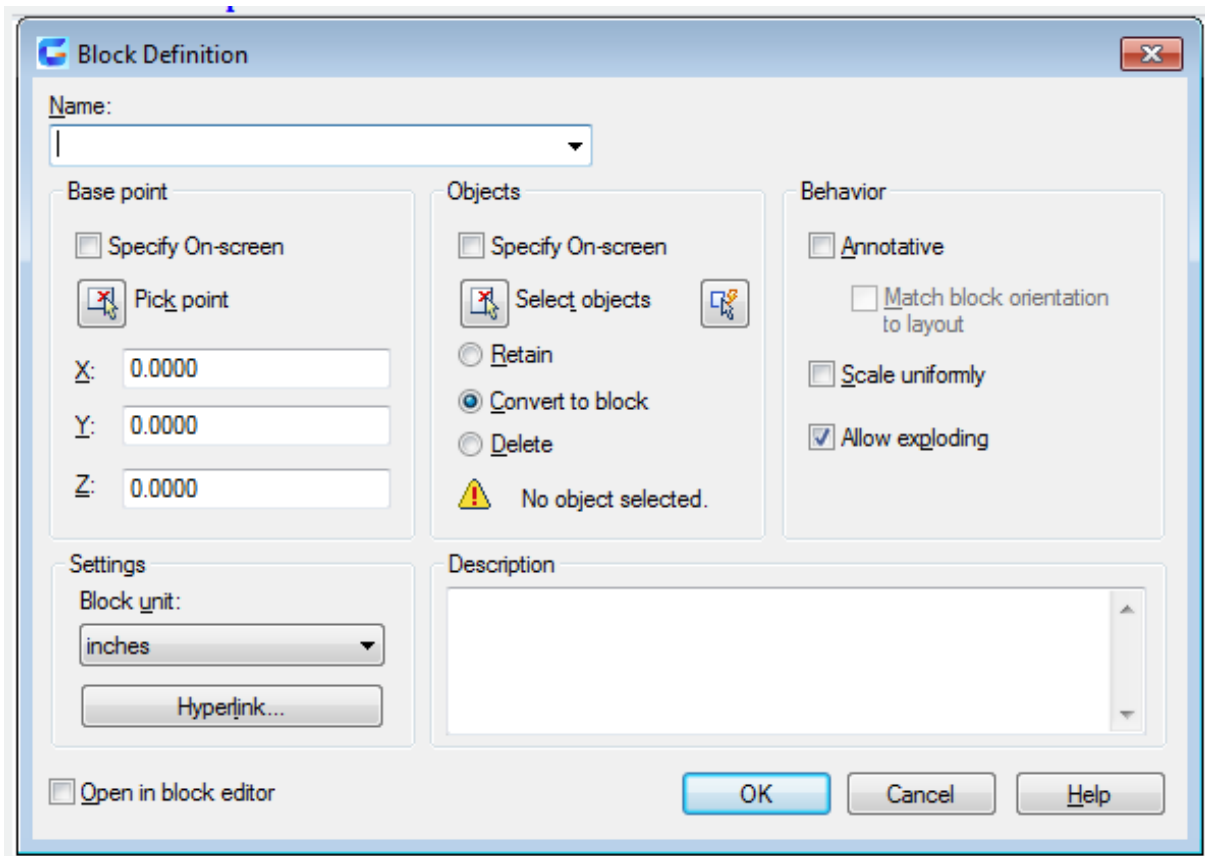 Block Definition
Name:
Base point
Specify On-screen
Pick point
X: 0.0000
Y: 0.0000
Z: 0.0000
Objects
Specify On-screen
Select objects
Retain
Convert to block
Delete
No object selected.
Behavior
Annotative
Match block orientation
to layout
Scale uniformly
Allow exploding
Settings
Block unit:
inches
Hyperlink...
Description
Open in block editor
OK
Cancel
Help